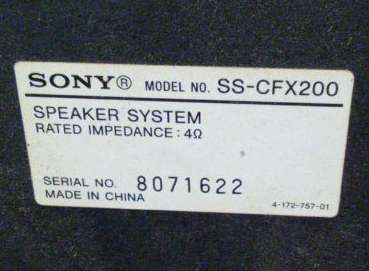 SONY® MODEL NO. SS-CFX200
SPEAKER SYSTEM
RATED IMPEDANCE: 4Ω
SERIAL NO. 8071622
MADE IN CHINA
4-172-757-01